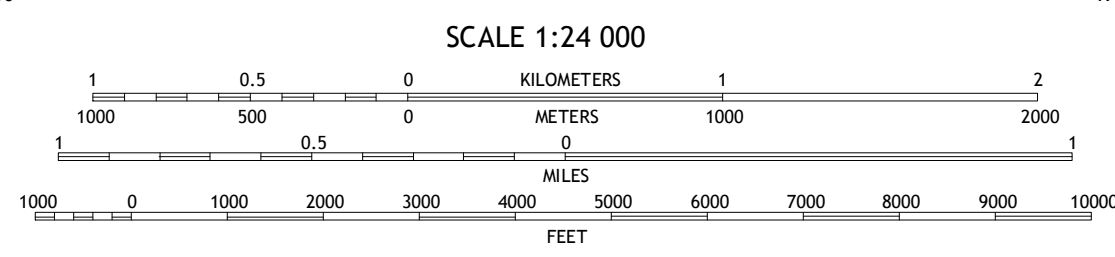 SCALE 1:24 000
1 0.5 0 KILOMETERS 1 2
1000 500 0 METERS 1000 2000
1 0.5 0 1
MILES
1000 0 1000 2000 3000 4000 5000 6000 7000 8000 9000 10000
FEET